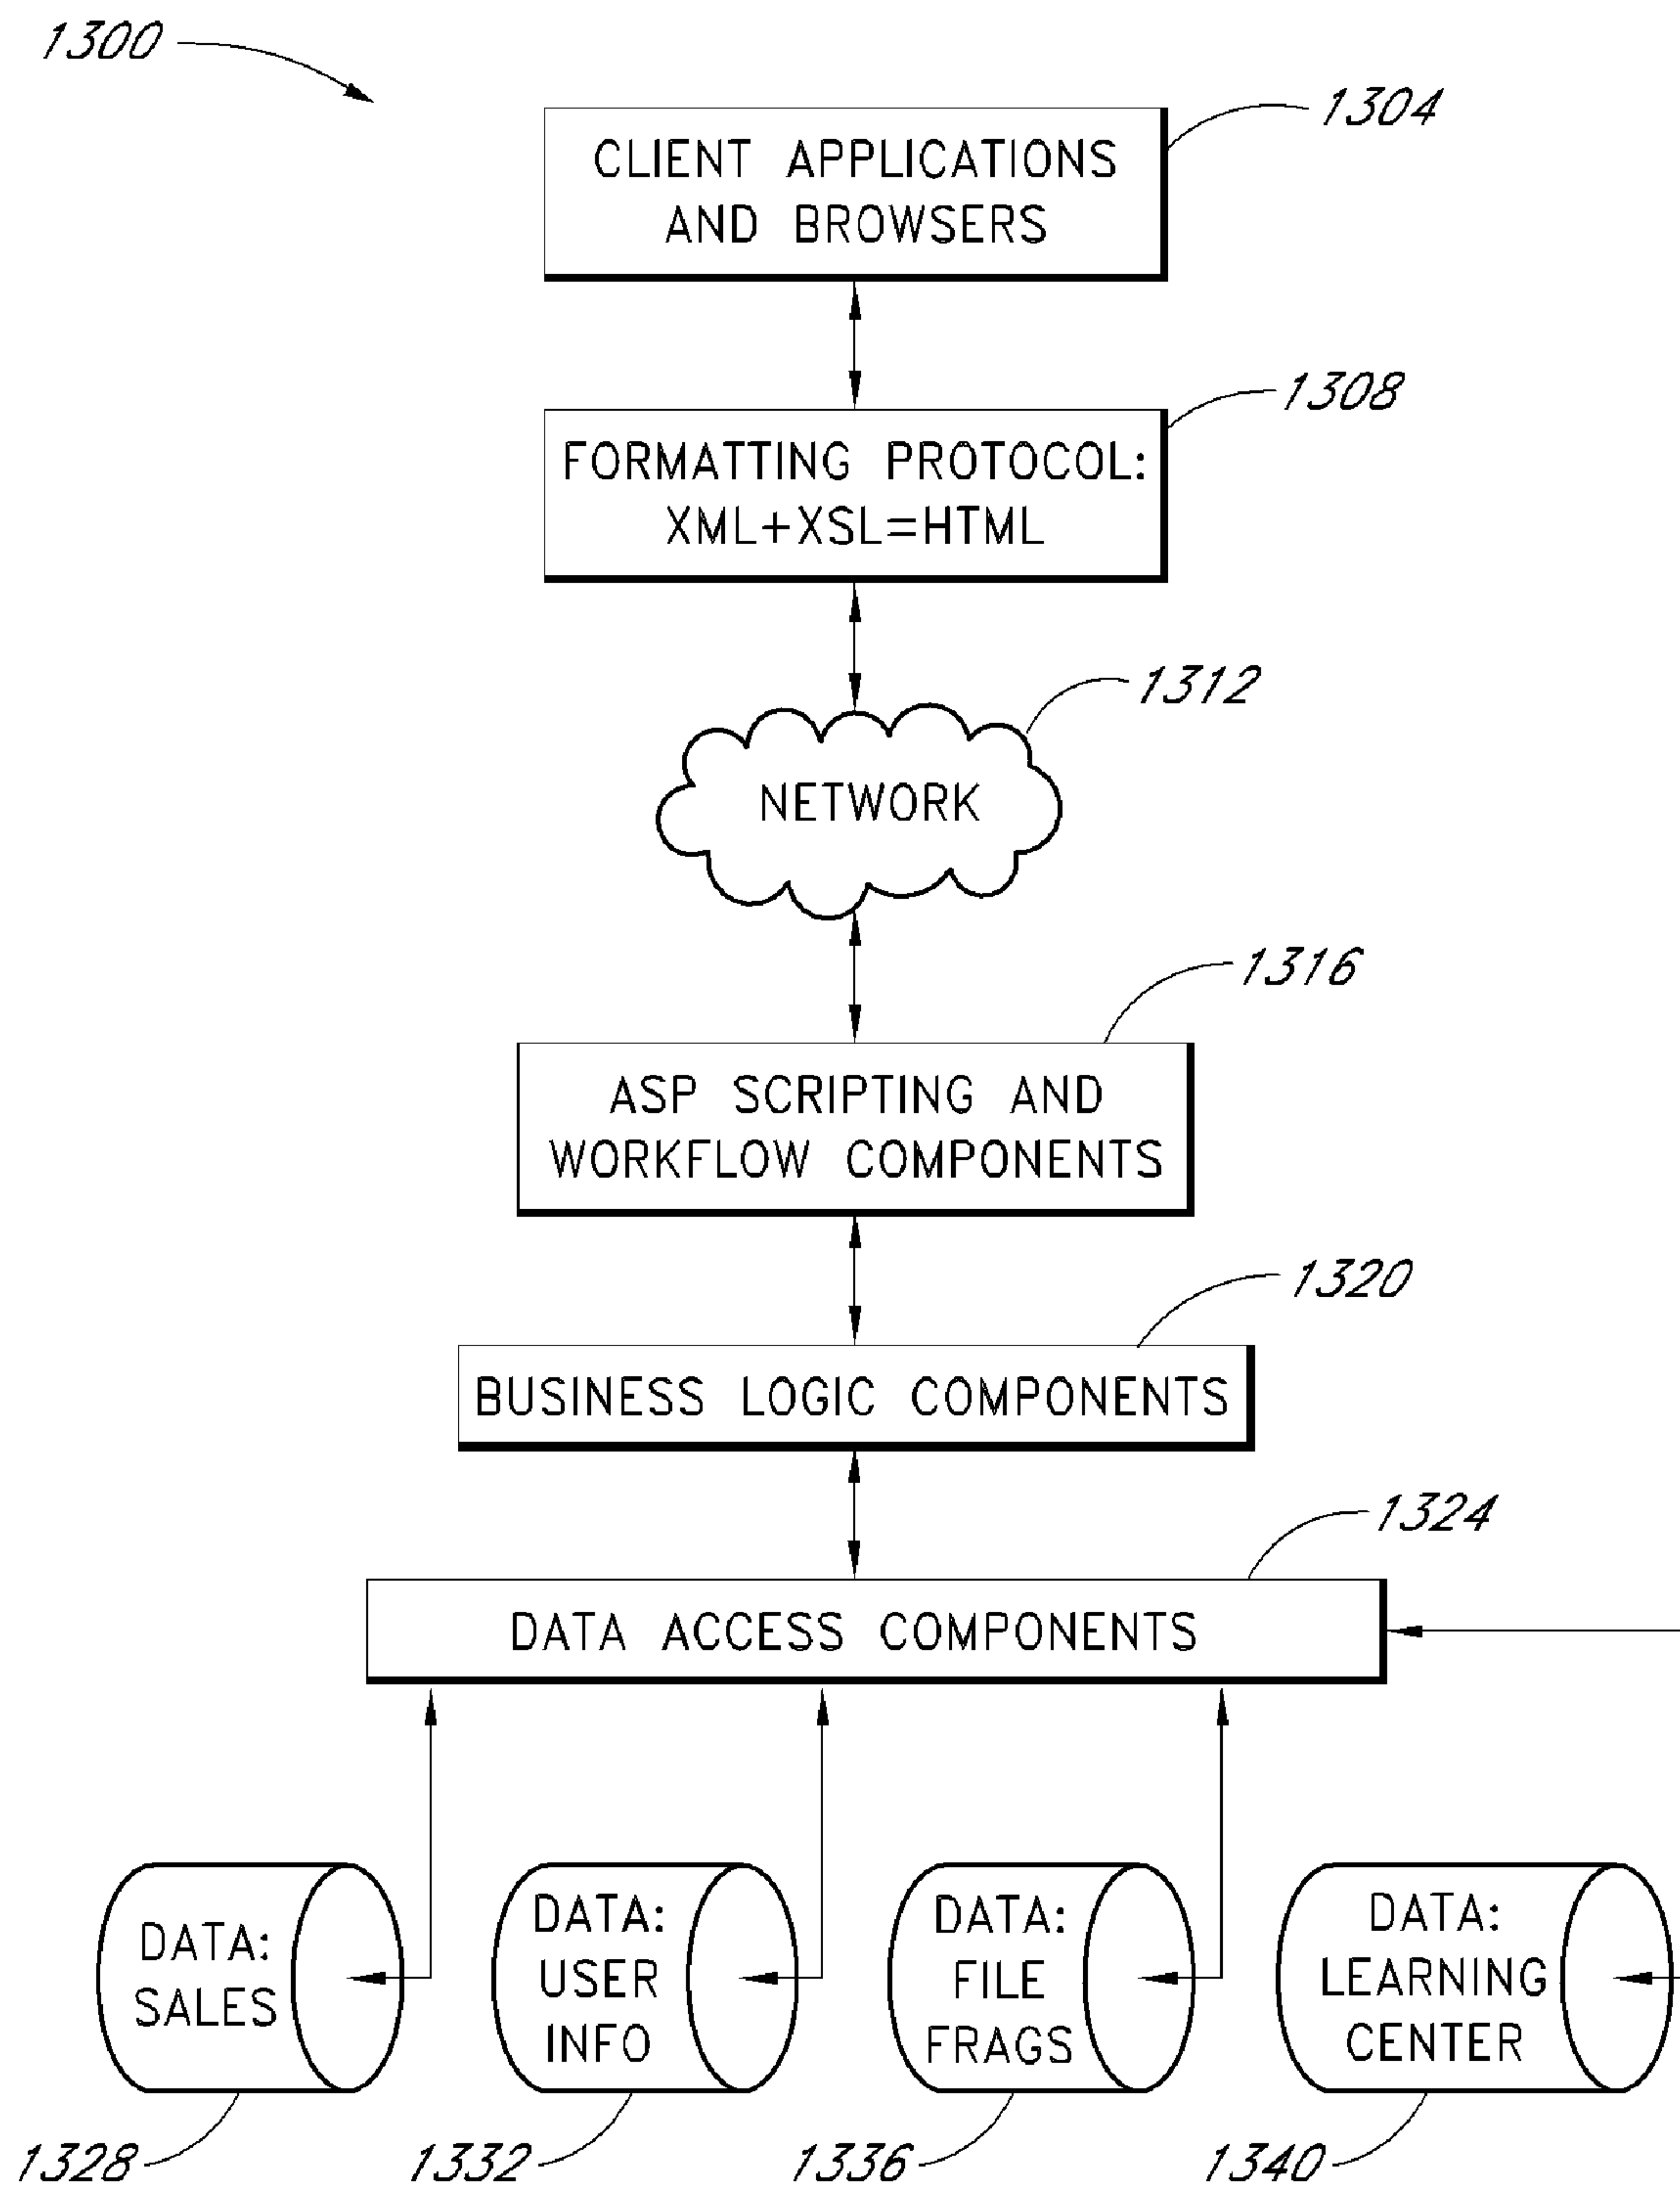 1300
1304
CLIENT APPLICATIONS
AND BROWSERS
1308
FORMATTING PROTOCOL:
XML+XSL=HTML
1312
NETWORK
1316
ASP SCRIPTING AND
WORKFLOW COMPONENTS
1320
BUSINESS LOGIC COMPONENTS
1324
DATA ACCESS COMPONENTS
DATA:
SALES
DATA:
USER
INFO
DATA:
FILE
FRAGS
DATA:
LEARNING
CENTER
1328
1332
1336
1340